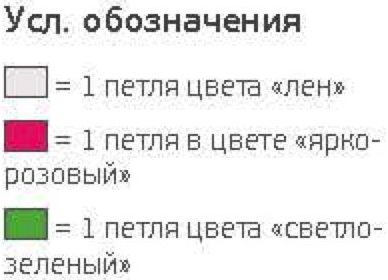 Усл. обозначения
= 1 петля цвета «лен»
= 1 петля в цвете «ярко-
розовый»
= 1 петля цвета «светло-
зеленый»